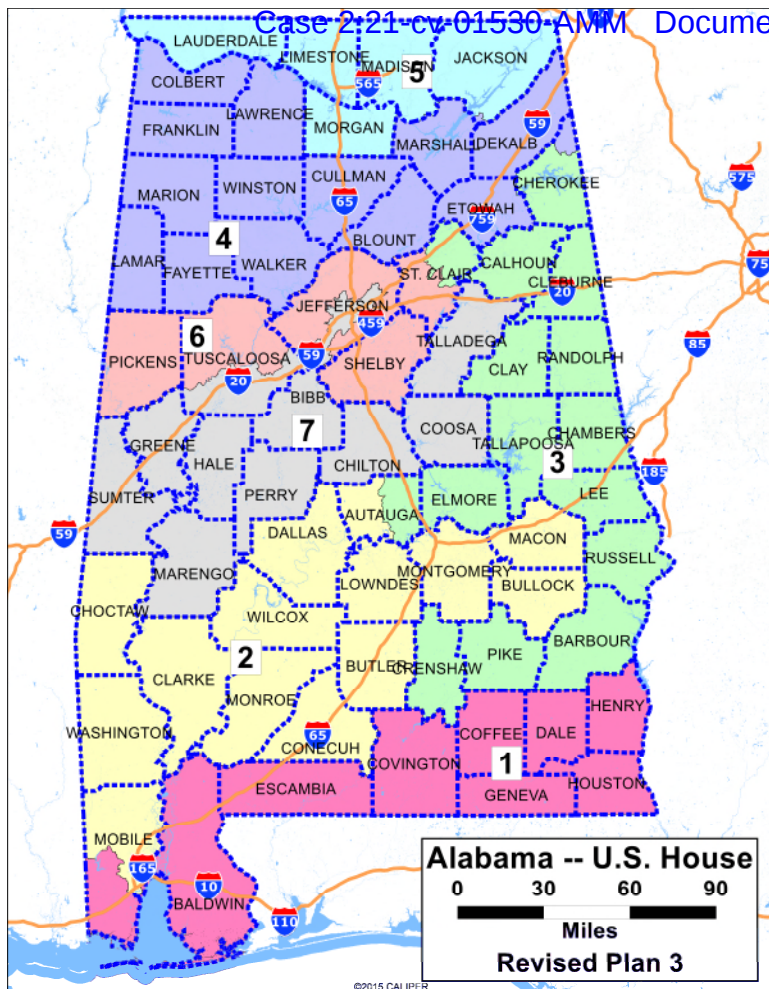 Case 2:21-cv-01530-AMM Docume
LAUDERDALE
LIMESTONE
MADISON
JACKSON
5
565
COLBERT
LAWRENCE
FRANKLIN
MORGAN
MARSHALL
DEKALB
59
CHEROKEE
575
MARION
WINSTON
CULLMAN
65
ETOWAH
759
4
BLOUNT
LAMAR
FAYETTE
WALKER
ST. CLAIR
CALHOUN
CLEBURNE
20
75
JEFFERSON
459
6
PICKENS
TUSCALOOSA
59
SHELBY
TALLADEGA
CLAY
RANDOLPH
85
20
BIBB
7
GREENE
HALE
CHILTON
COOSA
TALLAPOOSA
CHAMBERS
3
185
SUMTER
PERRY
AUTAUGA
ELMORE
LEE
59
DALLAS
MACON
RUSSELL
MARENGO
LOWNDES
MONTGOMERY
BULLOCK
CHOCTAW
WILCOX
2
CLARKE
BUTLER
CRENSHAW
PIKE
BARBOUR
MONROE
WASHINGTON
65
CONECUH
COVINGTON
COFFEE
DALE
HENRY
1
ESCAMBIA
GENEVA
HOUSTON
MOBILE
165
10
BALDWIN
110
Alabama -- U.S. House
0 30 60 90
Miles
Revised Plan 3
©2015 CALIPER